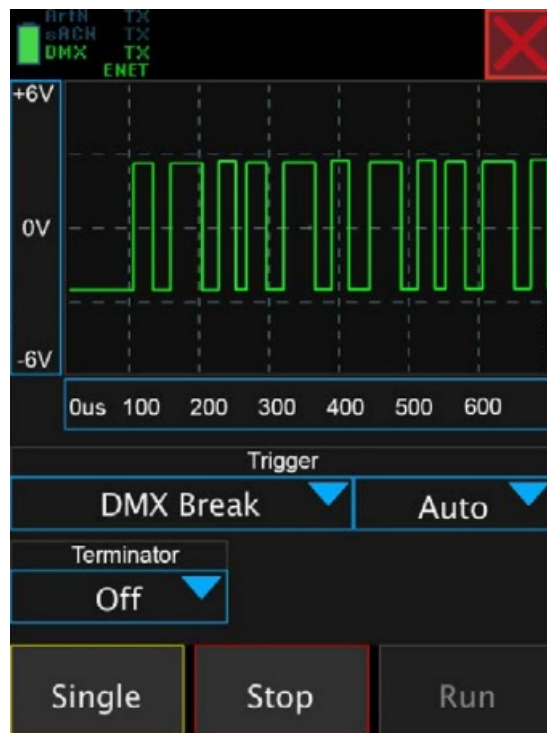 ArtN TX
sACN TX
DMX TX
ENET
+6V
0V
-6V
0us 100 200 300 400 500 600
Trigger
DMX Break Auto
Terminator
Off
Single Stop Run